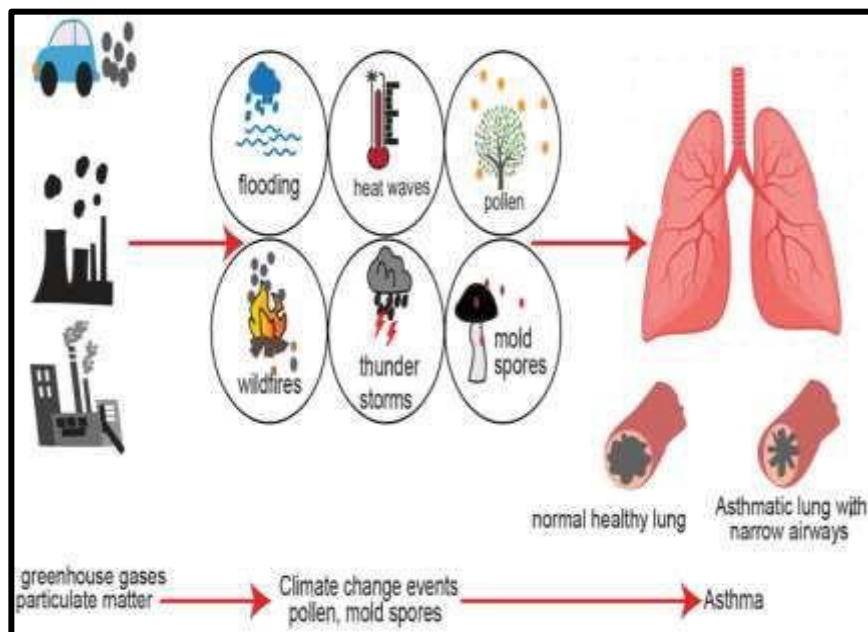 flooding
heat waves
pollen
wildfires
thunder
storms
mold
spores
normal healthy lung
Asthmatic lung with
narrow airways
greenhouse gases
particulate matter
Climate change events
pollen, mold spores
Asthma